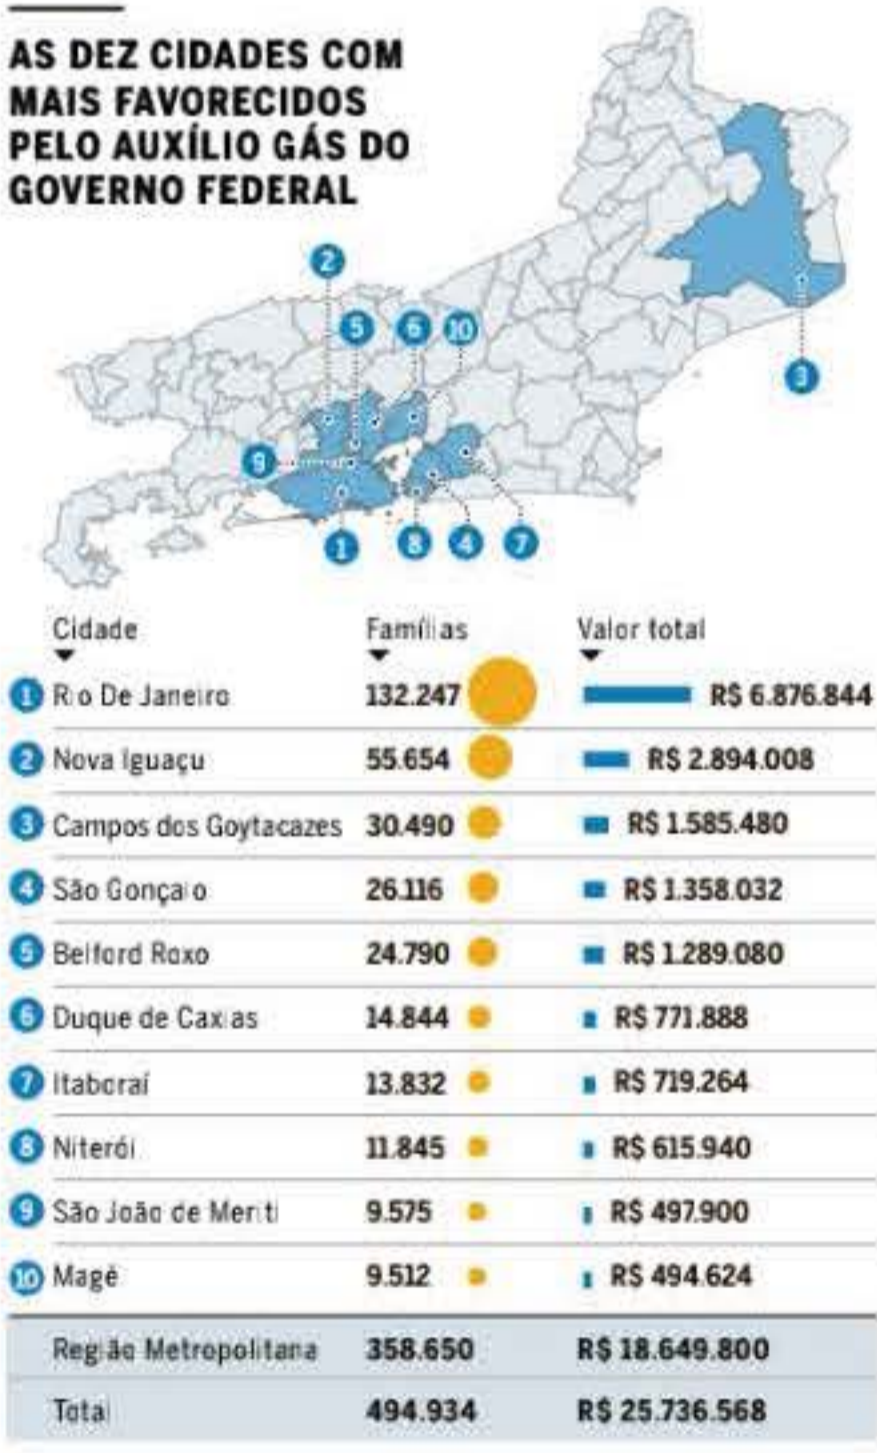 AS DEZ CIDADES COM
MAIS FAVORECIDOS
PELO AUXÍLIO GÁS DO
GOVERNO FEDERAL
2
5 6 10
3
9
1 8 4 7
Cidade Famílias Valor total
1 Rio De Janeiro 132.247 R$ 6.876.844
2 Nova Iguaçu 55.654 R$ 2.894.008
3 Campos dos Goytacazes 30.490 R$ 1.585.480
4 São Gonçalo 26.116 R$ 1.358.032
5 Belford Roxo 24.790 R$ 1.289.080
6 Duque de Caxias 14.844 R$ 771.888
7 Itaboraí 13.832 R$ 719.264
8 Niterói 11.845 R$ 615.940
9 São João de Meriti 9.575 R$ 497.900
10 Magé 9.512 R$ 494.624
Região Metropolitana 358.650 R$ 18.649.800
Total 494.934 R$ 25.736.568